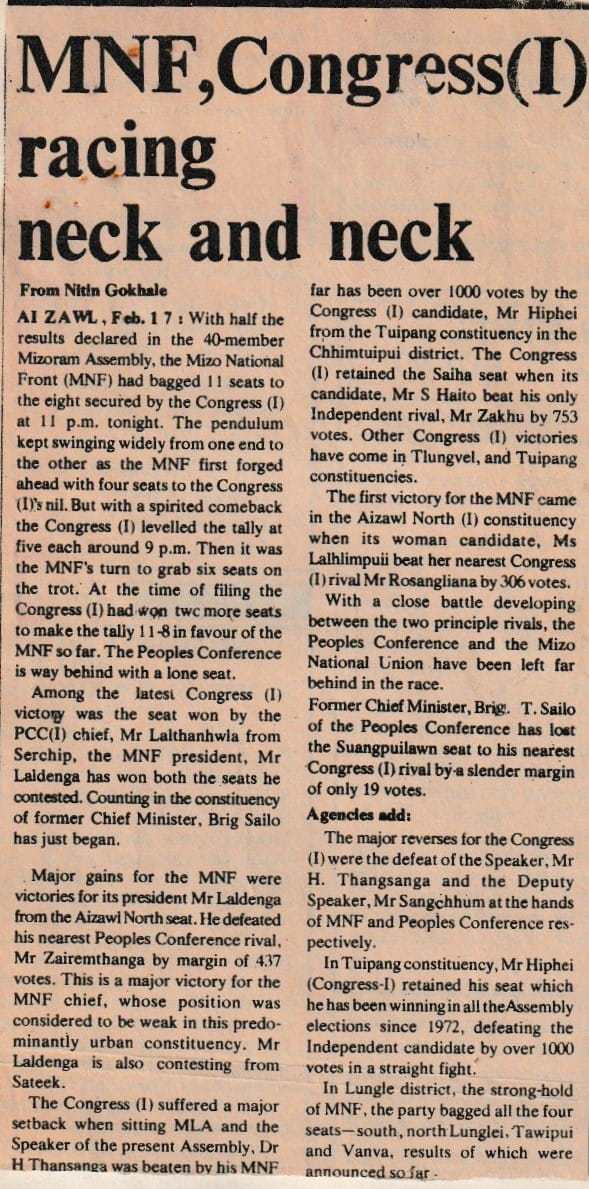 MNF,Congress(I)
racing
neck and neck
From Nitin Gokhale
AIZAWL, Feb. 17 : With half the
results declared in the 40-member
Mizoram Assembly, the Mizo National
Front (MNF) had bagged 11 seats to
the eight secured by the Congress (I)
at 11 p.m. tonight. The pendulum
kept swinging widely from one end to
the other as the MNF first forged
ahead with four seats to the Congress
(I)'s nil. But with a spirited comeback
the Congress (I) levelled the tally at
five each around 9 p.m. Then it was
the MNF's turn to grab six seats on
the trot. At the time of filing the
Congress (I) had won twc more seats
to make the tally 11-8 in favour of the
MNF so far. The Peoples Conference
is way behind with a lone seat.
Among the latest Congress (I)
victory was the seat won by the
PCC(I) chief, Mr Lalthanhwla from
Serchip, the MNF president, Mr
Laldenga has won both the seats he
contested. Counting in the constituency
of former Chief Minister, Brig Sailo
has just began.
Major gains for the MNF were
victories for its president Mr Laldenga
from the Aizawl North seat. He defeated
his nearest Peoples Conference rival,
Mr Zairemthanga by margin of 437
votes. This is a major victory for the
MNF chief, whose position was
considered to be weak in this predo-
minantly urban constituency. Mr
Laldenga is also contesting from
Sateek.
The Congress (I) suffered a major
setback when sitting MLA and the
Speaker of the present Assembly, Dr
H Thansanga was beaten by his MNF
far has been over 1000 votes by the
Congress (I) candidate, Mr Hiphei
from the Tuipang constituency in the
Chhimtuipui district. The Congress
(I) retained the Saiha seat when its
candidate, Mr S Haito beat his only
Independent rival, Mr Zakhu by 753
votes. Other Congress (I) victories
have come in Tlungvel, and Tuipang
constituencies.
The first victory for the MNF came
in the Aizawl North (I) constituency
when its woman candidate, Ms
Lalhlimpuii beat her nearest Congress
(I) rival Mr Rosangliana by 306 votes.
With a close battle developing
between the two principle rivals, the
Peoples Conference and the Mizo
National Union have been left far
behind in the race.
Former Chief Minister, Brig. T. Sailo
of the Peoples Conference has lost
the Suangpuilawn seat to his nearest
Congress (I) rival by a slender margin
of only 19 votes.
Agencies add:
The major reverses for the Congress
(I) were the defeat of the Speaker, Mr
H. Thangsanga and the Deputy
Speaker, Mr Sangchhum at the hands
of MNF and Peoples Conference res-
pectively.
In Tuipang constituency, Mr Hiphei
(Congress-I) retained his seat which
he has been winning in all the Assembly
elections since 1972, defeating the
Independent candidate by over 1000
votes in a straight fight.
In Lungle district, the strong-hold
of MNF, the party bagged all the four
seats—south, north Lunglei, Tawipui
and Vanva, results of which were
announced so far.